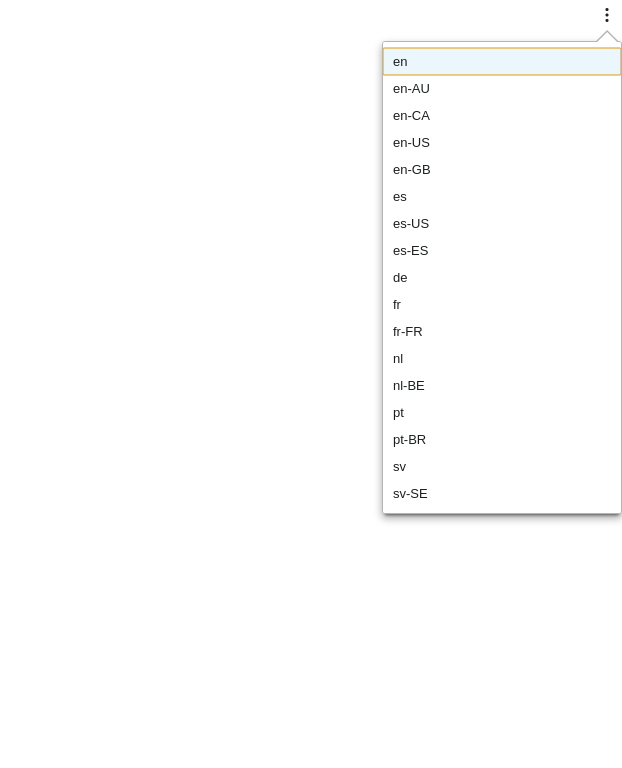 en
en-AU
en-CA
en-US
en-GB
es
es-US
es-ES
de
fr
fr-FR
nl
nl-BE
pt
pt-BR
sv
sv-SE